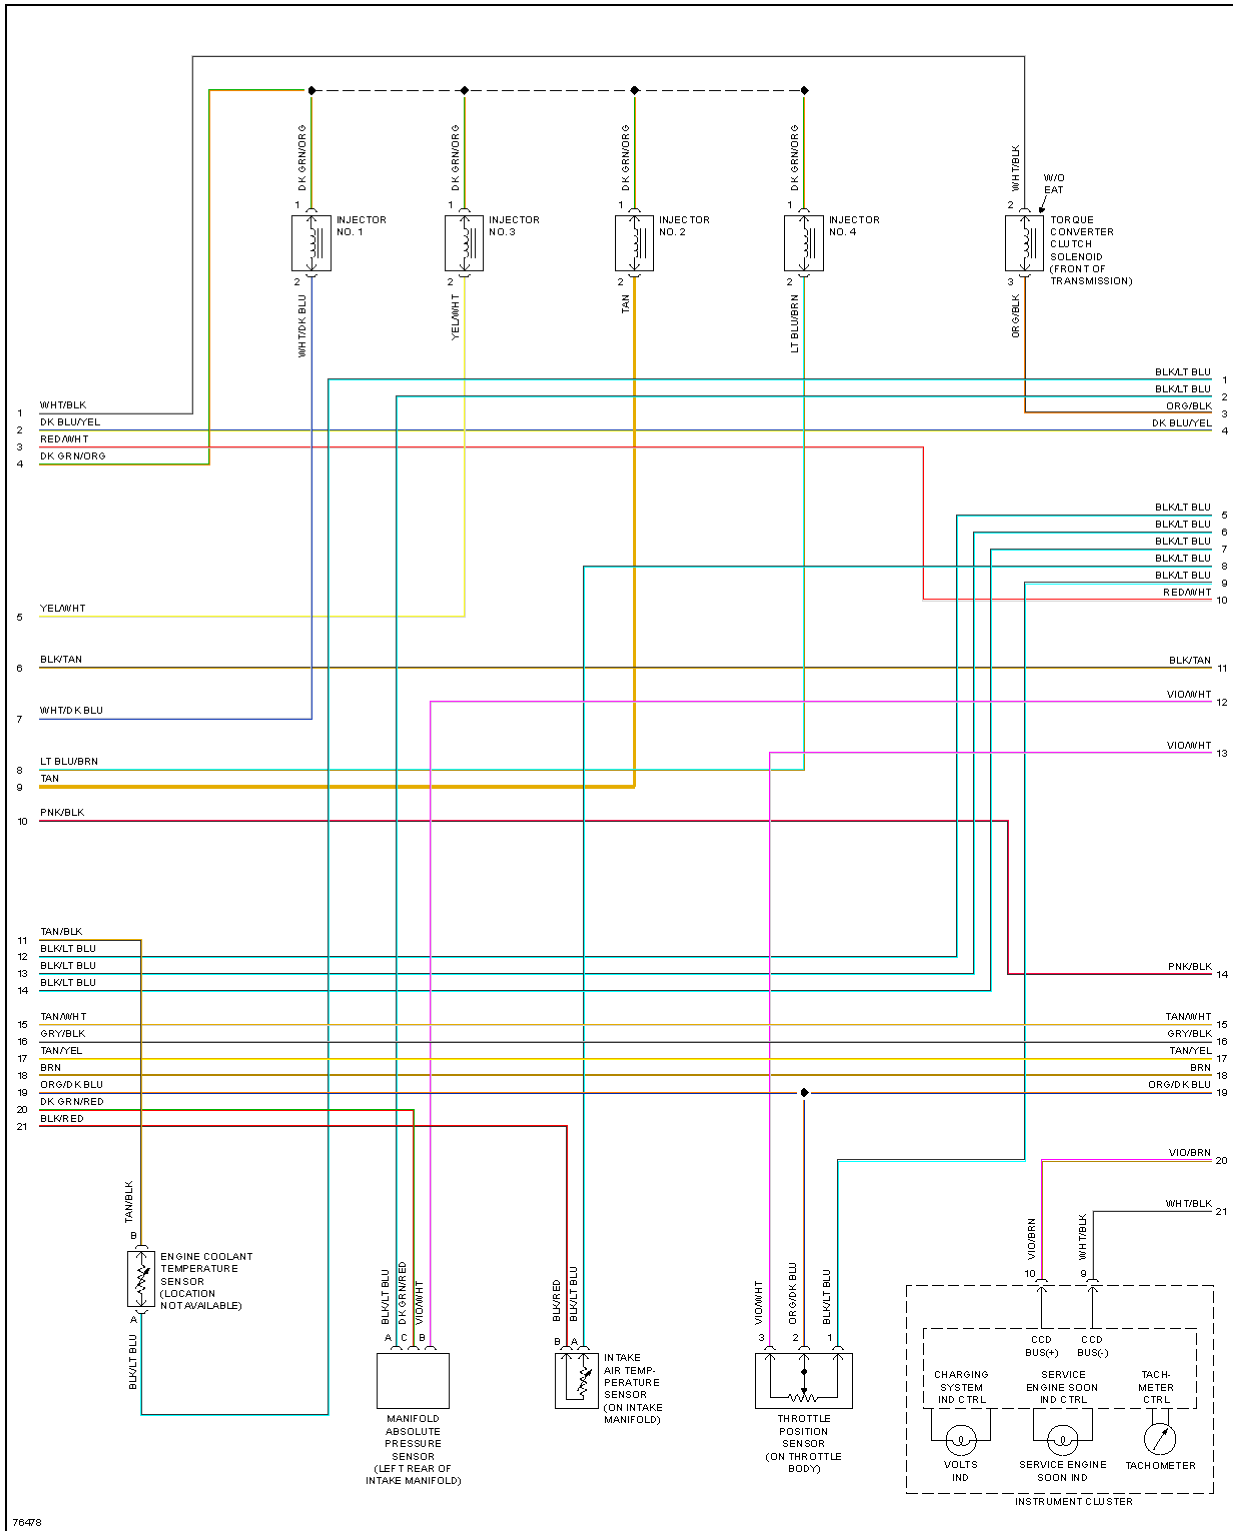 DK GRN/ORG
DK GRN/ORG
DK GRN/ORG
DK GRN/ORG
WHT/BLK
W/O
EAT
1
1
1
1
2
INJECTOR
NO. 1
INJECTOR
NO. 3
INJECTOR
NO. 2
INJECTOR
NO. 4
TORQUE
CONVERTER
CLUTCH
SOLENOID
(FRONT OF
TRANSMISSION)
2
2
2
2
3
WHT/DK BLU
YEL/WHT
TAN
LT BLU/BRN
ORG/BLK
1 WHT/BLK
2 DK BLU/YEL
3 RED/WHT
4 DK GRN/ORG
5 YEL/WHT
6 BLK/TAN
7 WHT/DK BLU
8 LT BLU/BRN
9 TAN
10 PNK/BLK
11 TAN/BLK
12 BLK/LT BLU
13 BLK/LT BLU
14 BLK/LT BLU
15 TAN/WHT
16 GRY/BLK
17 TAN/YEL
18 BRN
19 ORG/DK BLU
20 DK GRN/RED
21 BLK/RED
BLK/LT BLU 1
BLK/LT BLU 2
ORG/BLK 3
DK BLU/YEL 4
BLK/LT BLU 5
BLK/LT BLU 6
BLK/LT BLU 7
BLK/LT BLU 8
BLK/LT BLU 9
RED/WHT 10
BLK/TAN 11
VIO/WHT 12
VIO/WHT 13
PNK/BLK 14
TAN/WHT 15
GRY/BLK 16
TAN/YEL 17
BRN 18
ORG/DK BLU 19
VIO/BRN 20
WHT/BLK 21
TAN/BLK
B
ENGINE COOLANT
TEMPERATURE
SENSOR
(LOCATION
NOT AVAILABLE)
A
BLK/LT BLU
BLK/LT BLU
DK GRN/RED
VIO/WHT
A C B
MANIFOLD
ABSOLUTE
PRESSURE
SENSOR
(LEFT REAR OF
INTAKE MANIFOLD)
BLK/RED
BLK/LT BLU
B A
INTAKE
AIR TEMP-
PERATURE
SENSOR
(ON INTAKE
MANIFOLD)
VIO/WHT
ORG/DK BLU
BLK/LT BLU
3 2 1
THROTTLE
POSITION
SENSOR
(ON THROTTLE
BODY)
VIO/BRN
WHT/BLK
10 9
CCD
BUS(+)
CCD
BUS(-)
CHARGING
SYSTEM
IND CTRL
SERVICE
ENGINE SOON
IND CTRL
TACH-
METER
CTRL
VOLTS
IND
SERVICE ENGINE
SOON IND
TACHOMETER
INSTRUMENT CLUSTER
76478